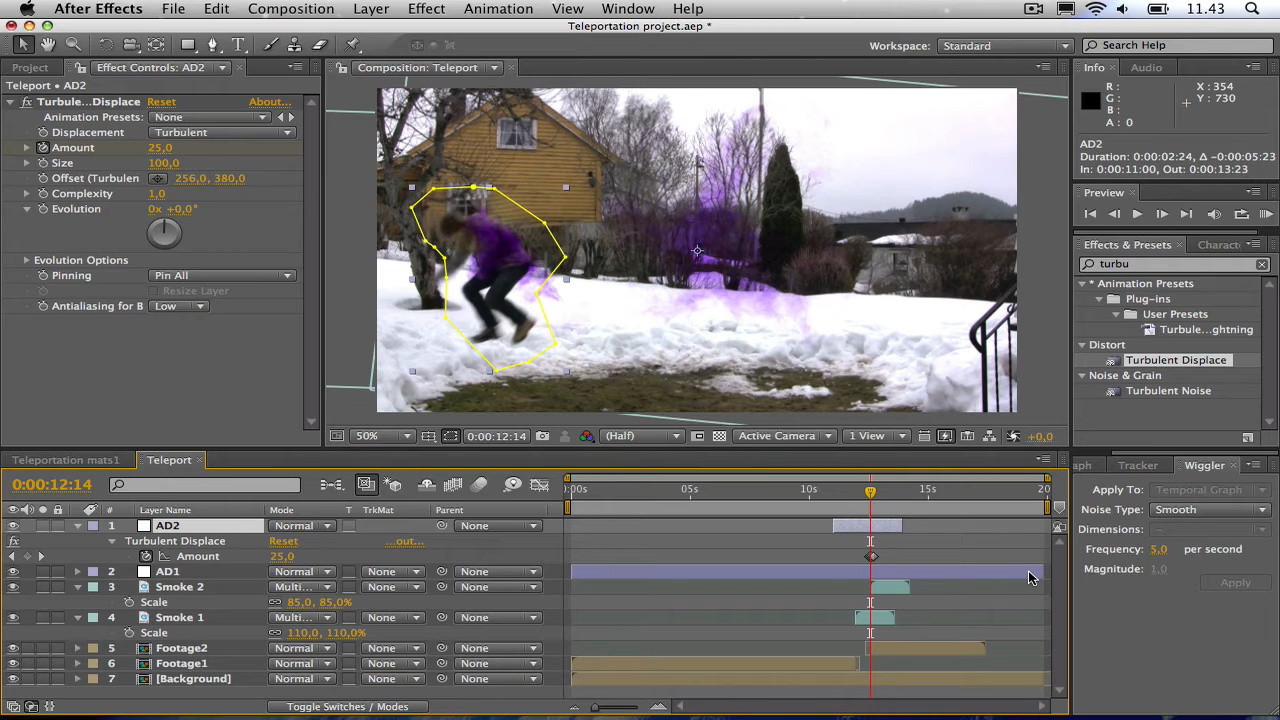 After Effects File Edit Composition Layer Effect Animation View Window Help 11.43
Teleportation project.aep *
Workspace: Standard Search Help
Project Effect Controls: AD2 Composition: Teleport Info Audio
Teleport • AD2
fx Turbule...Displace Reset About...
Animation Presets: None
Displacement Turbulent
Amount 25,0
Size 100,0
Offset (Turbulen 256,0, 380,0
Complexity 1,0
Evolution 0x +0,0°
Evolution Options
Pinning Pin All
Resize Layer
Antialiasing for B Low
R:
G:
B:
A: 0
X: 354
Y: 730
AD2
Duration: 0:00:02:24, Δ-0:00:05:23
In: 0:00:11:00, Out: 0:00:13:23
Preview
Effects & Presets Characte
turbu
* Animation Presets
Plug-ins
User Presets
Turbule...ghtning
Distort
Turbulent Displace
Noise & Grain
Turbulent Noise
50% 0:00:12:14 (Half) Active Camera 1 View +0,0
Teleportation mats1 Teleport
0:00:12:14
:00s 05s 10s 15s 20
# Layer Name Mode T TrkMat Parent
1 AD2 Normal None
fx Turbulent Displace Reset ...out...
Amount 25,0
2 AD1 Normal None None
3 Smoke 2 Multi... None None
Scale 85,0, 85,0%
4 Smoke 1 Multi... None None
Scale 110,0, 110,0%
5 Footage2 Normal None None
6 Footage1 Normal None None
7 [Background] Normal None None
Toggle Switches / Modes
aph Tracker Wiggler
Apply To: Temporal Graph
Noise Type: Smooth
Dimensions:
Frequency: 5,0 per second
Magnitude: 1,0
Apply